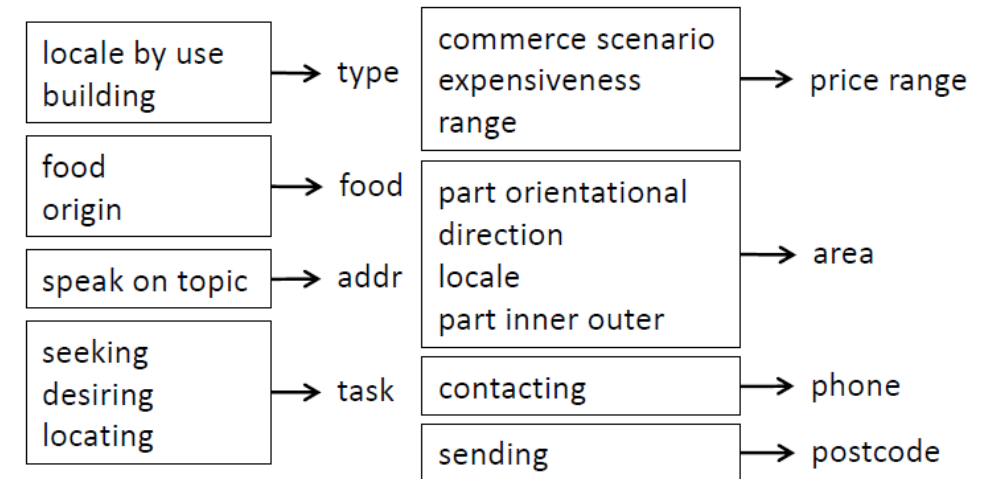 locale by use
building
type
food
origin
food
speak on topic
addr
seeking
desiring
locating
task
commerce scenario
expensiveness
range
price range
part orientational
direction
locale
part inner outer
area
contacting
phone
sending
postcode